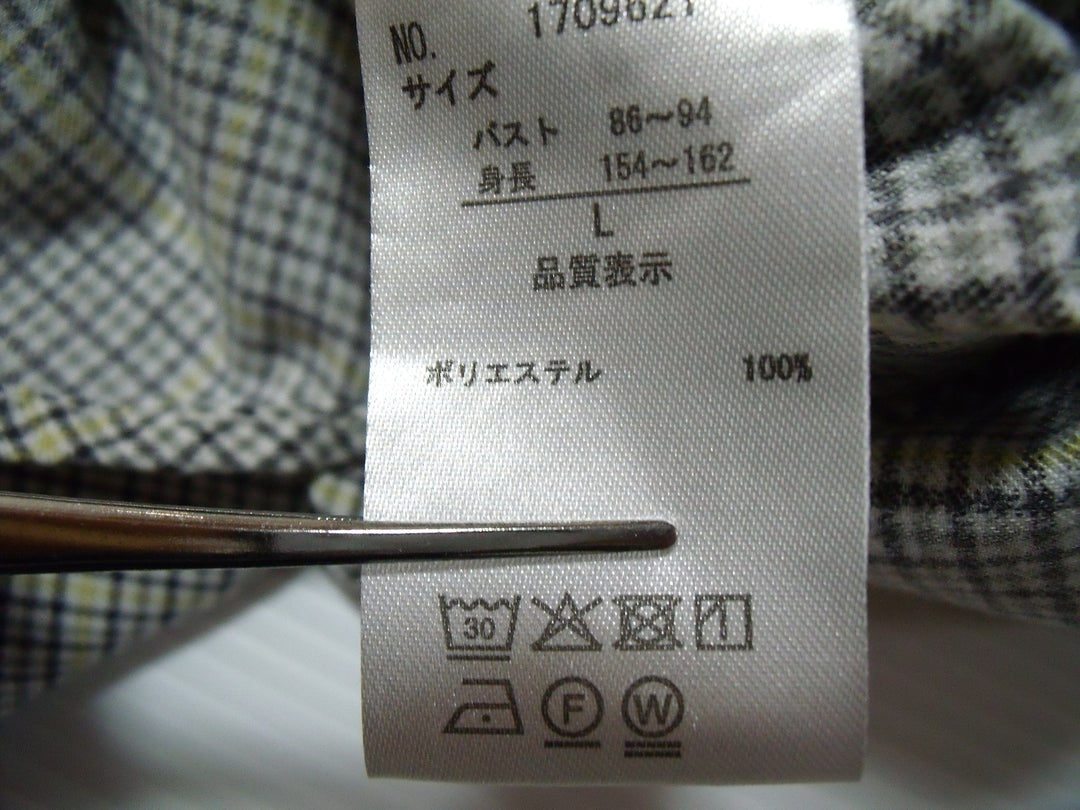 NO. 1709621
サイズ
バスト 86～94
身長 154～162
L
品質表示
ポリエステル 100%
30
F W